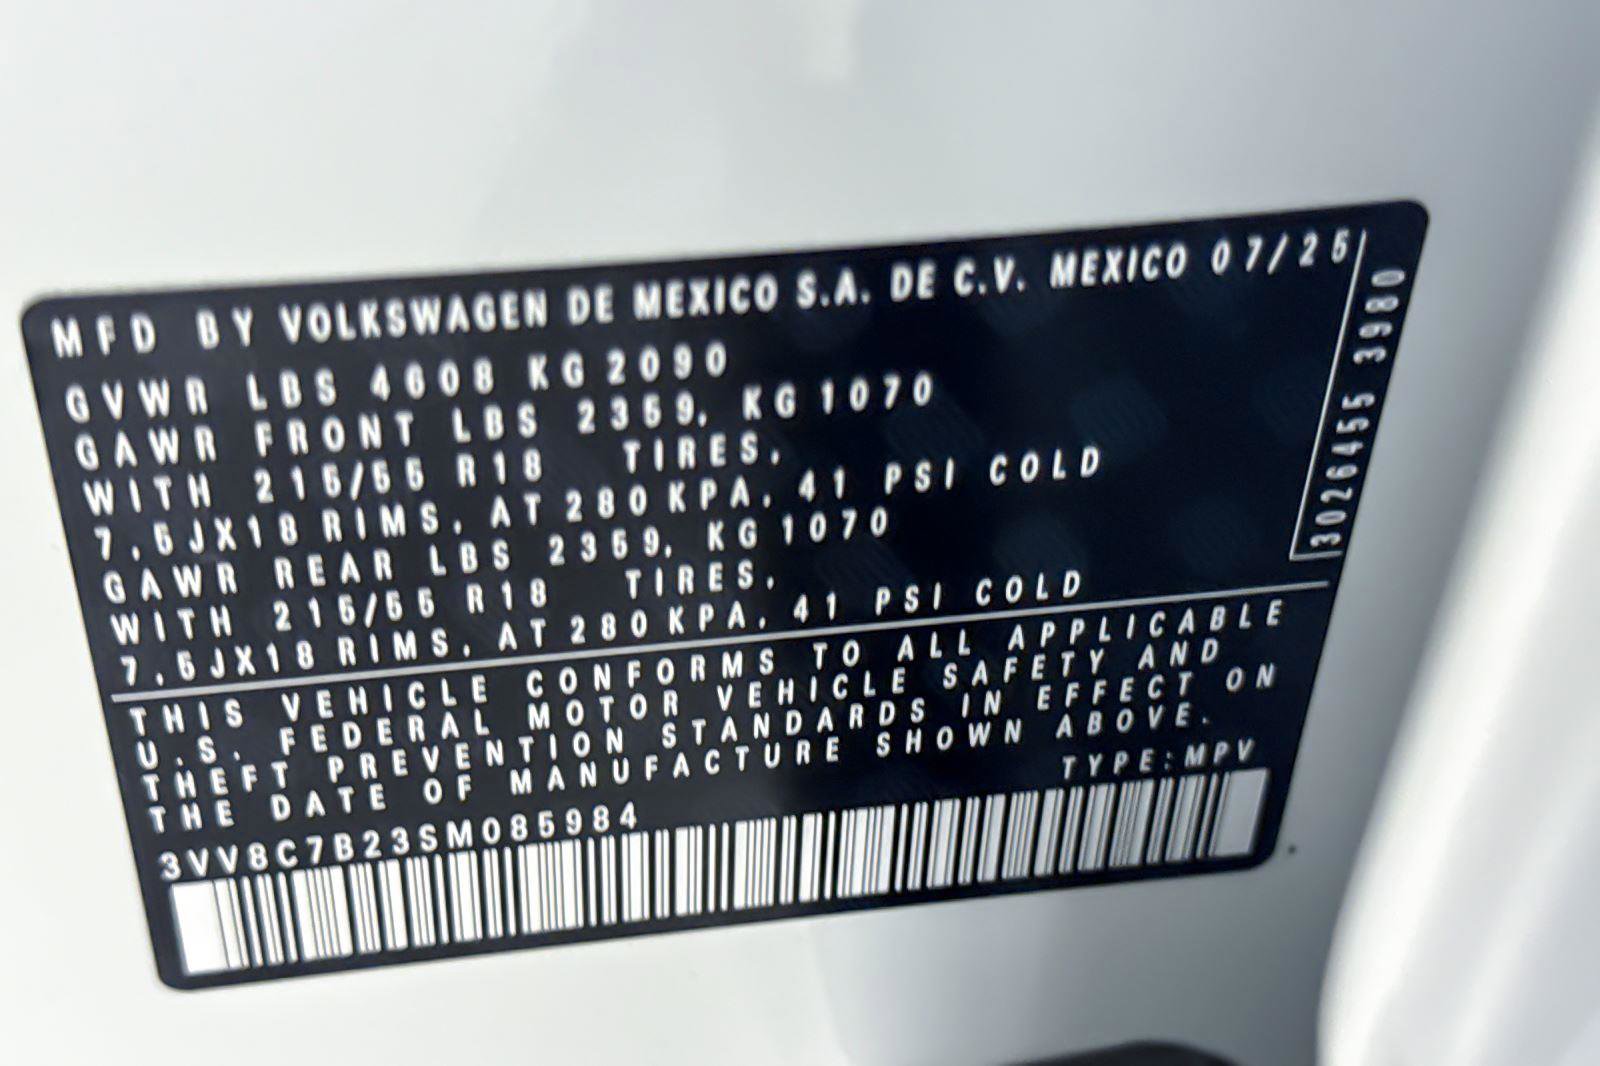 MFD BY VOLKSWAGEN DE MEXICO S.A. DE C.V. MEXICO 07/25
GVWR LBS 4608 KG 2090
GAWR FRONT LBS 2359, KG 1070
WITH 215/55 R18 TIRES,
7.5JX18 RIMS, AT 280 KPA, 41 PSI COLD
GAWR REAR LBS 2359, KG 1070
WITH 215/55 R18 TIRES,
7.5JX18 RIMS, AT 280 KPA, 41 PSI COLD
3026455 3980
THIS VEHICLE CONFORMS TO ALL APPLICABLE
U.S. FEDERAL MOTOR VEHICLE SAFETY AND
THEFT PREVENTION STANDARDS IN EFFECT ON
THE DATE OF MANUFACTURE SHOWN ABOVE.
TYPE: MPV
3VV8C7B23SM085984